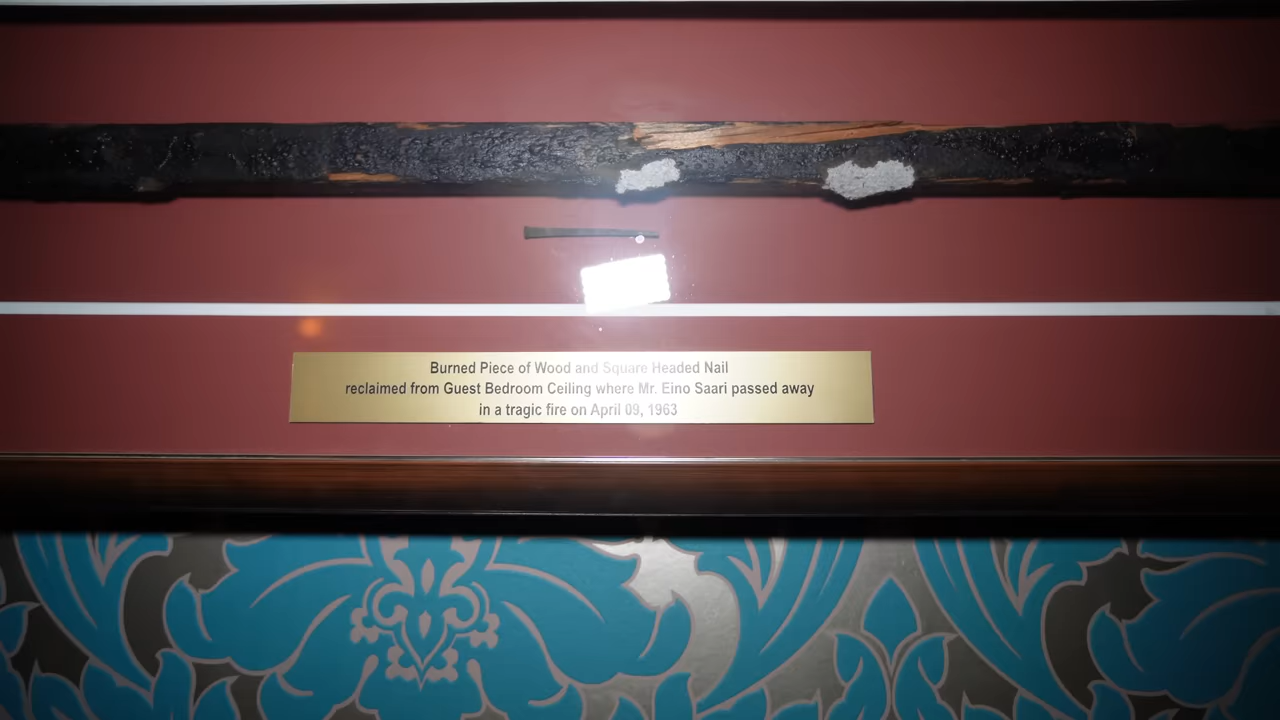 Burned Piece of Wood and Square Headed Nail
reclaimed from Guest Bedroom Ceiling where Mr. Eino Saari passed away
in a tragic fire on April 09, 1963